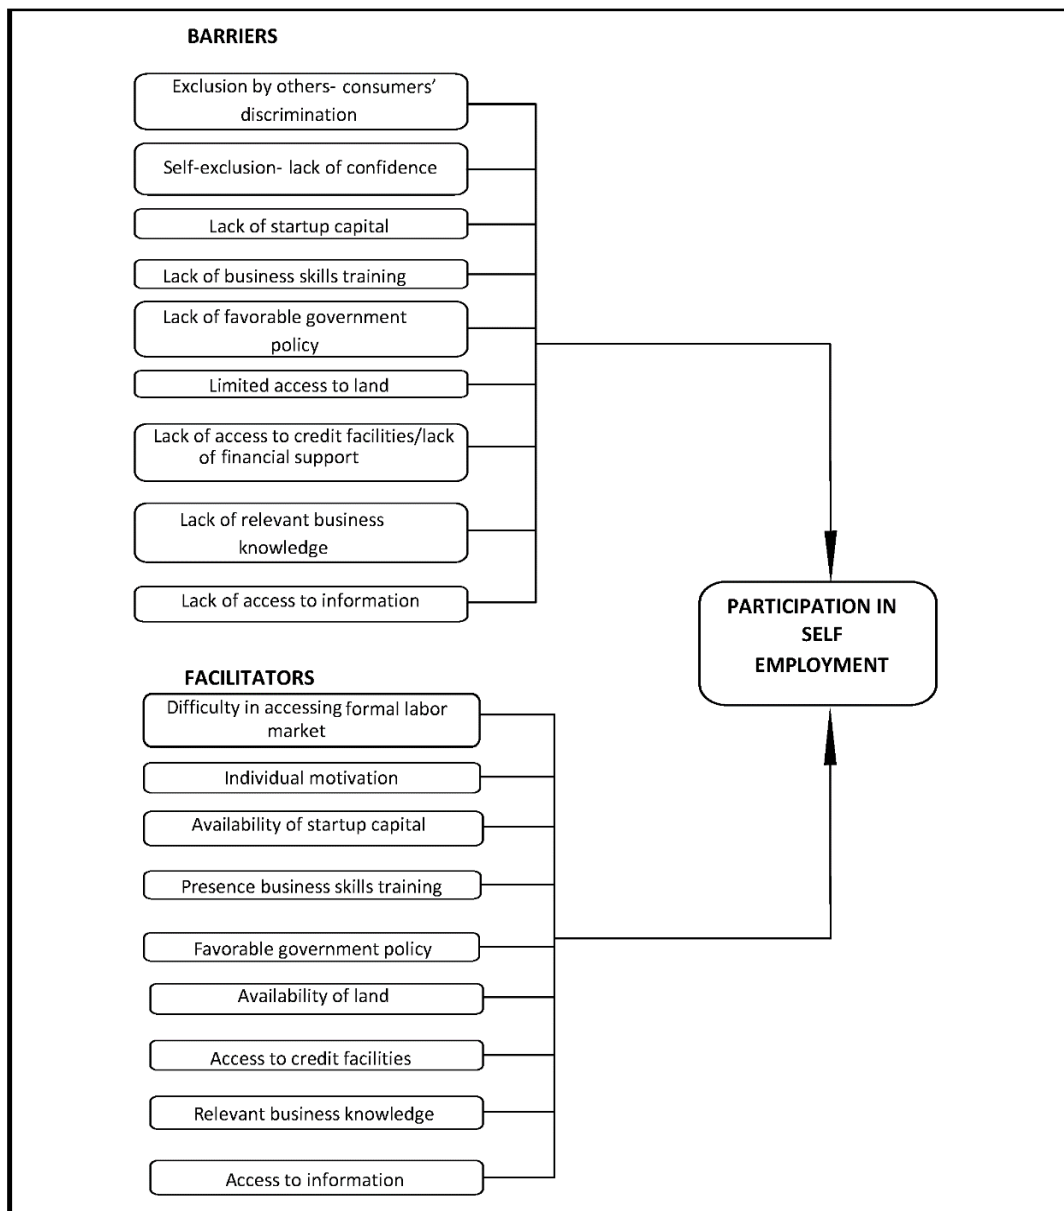 BARRIERS
Exclusion by others- consumers'
discrimination
Self-exclusion- lack of confidence
Lack of startup capital
Lack of business skills training
Lack of favorable government
policy
Limited access to land
Lack of access to credit facilities/lack
of financial support
Lack of relevant business
knowledge
Lack of access to information
PARTICIPATION IN
SELF
EMPLOYMENT
FACILITATORS
Difficulty in accessing formal labor
market
Individual motivation
Availability of startup capital
Presence business skills training
Favorable government policy
Availability of land
Access to credit facilities
Relevant business knowledge
Access to information